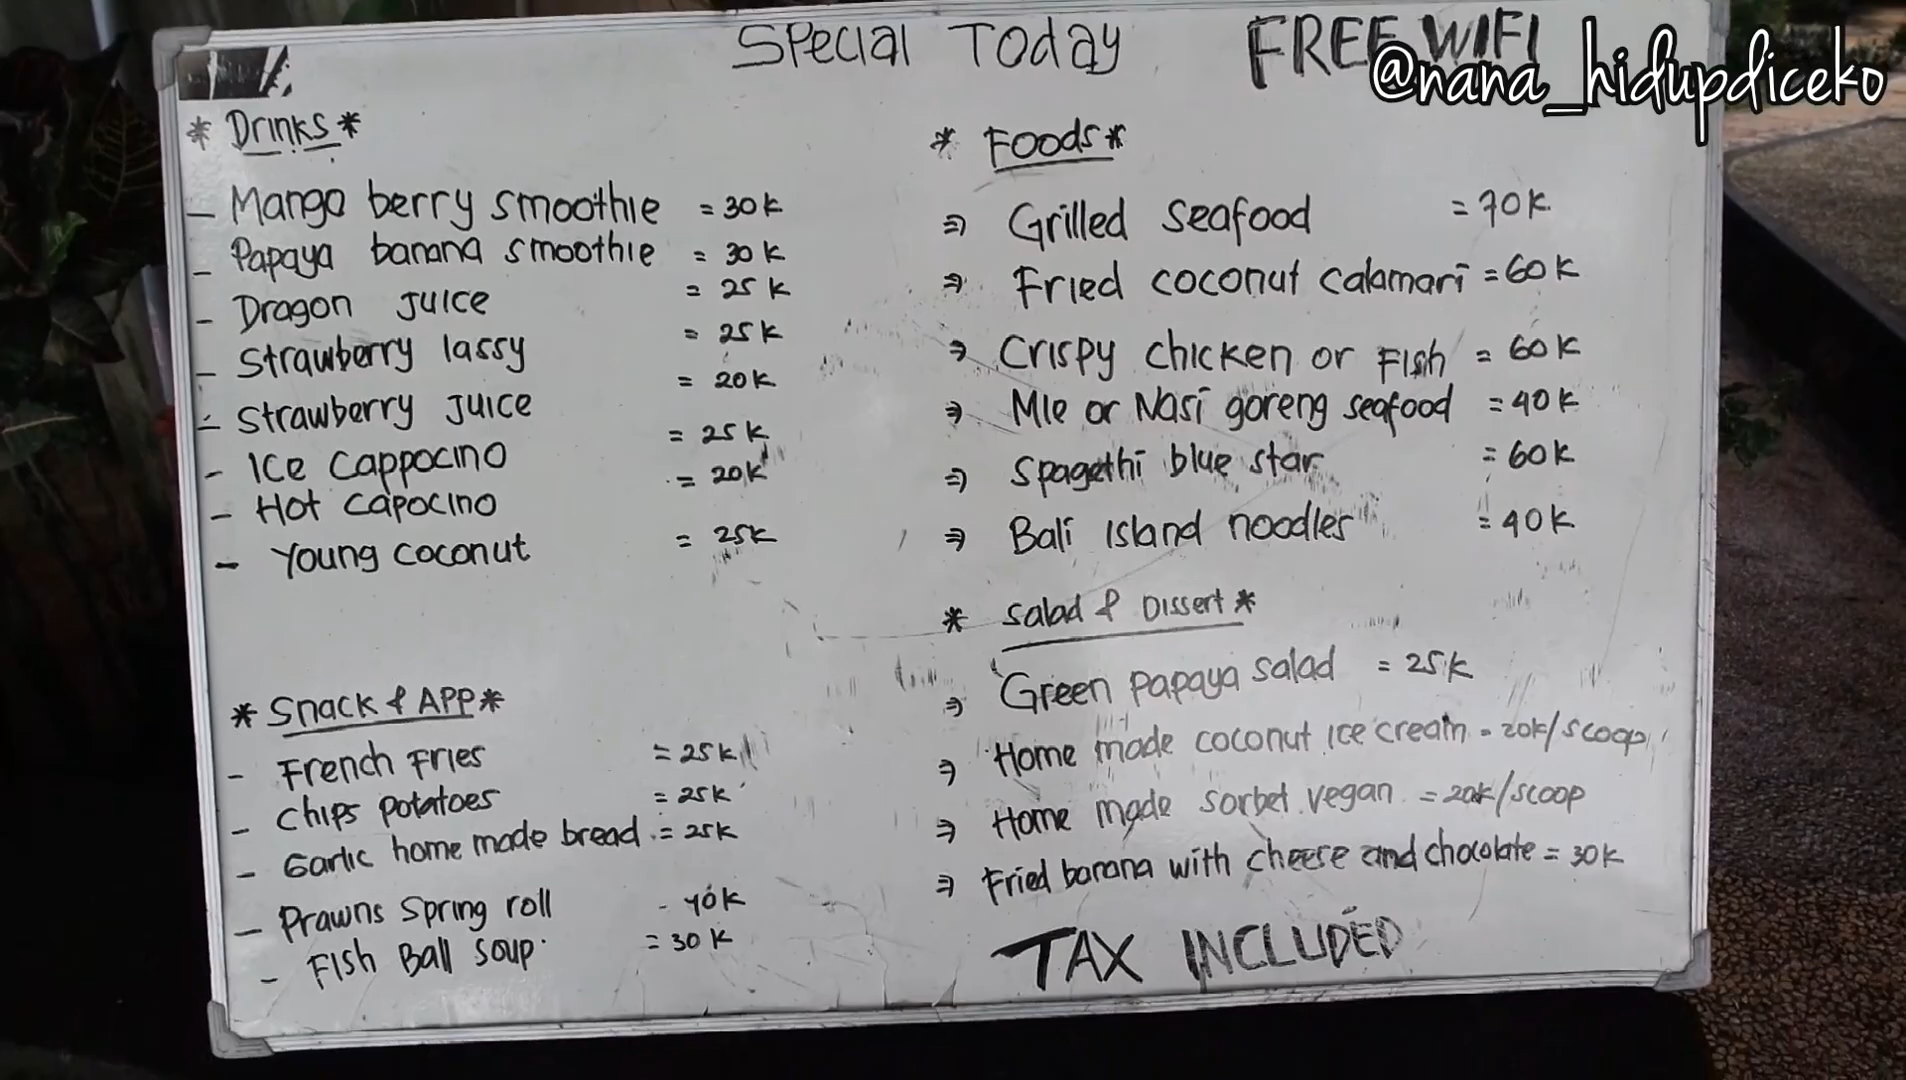 Special Today
FREE WIFI
@nana_hidupdiceko
* Drinks *
- Mango berry smoothie = 30K
- Papaya banana smoothie = 30K
- Dragon Juice = 25K
- Strawberry lassy = 25K
- Strawberry Juice = 20K
- Ice Cappocino = 25K
- Hot Capocino = 20K
- Young coconut = 25K
* Snack & APP *
- French Fries = 25K
- Chips potatoes = 25K
- Garlic home made bread = 25K
- Prawns Spring roll - 40K
- Fish Ball Soup = 30K
* Foods *
⇒ Grilled Seafood = 70K
⇒ Fried coconut calamari = 60K
⇒ Crispy chicken or Fish = 60K
⇒ Mie or Nasi goreng seafood = 40K
⇒ Spagethi blue star = 60K
⇒ Bali Island noodles = 40K
* Salad & Dissert *
⇒ Green papaya salad = 25K
⇒ Home made coconut Ice cream = 20K/scoop
⇒ Home made sorbet vegan = 20K/scoop
⇒ Fried banana with cheese and chocolate = 30K
TAX INCLUDED